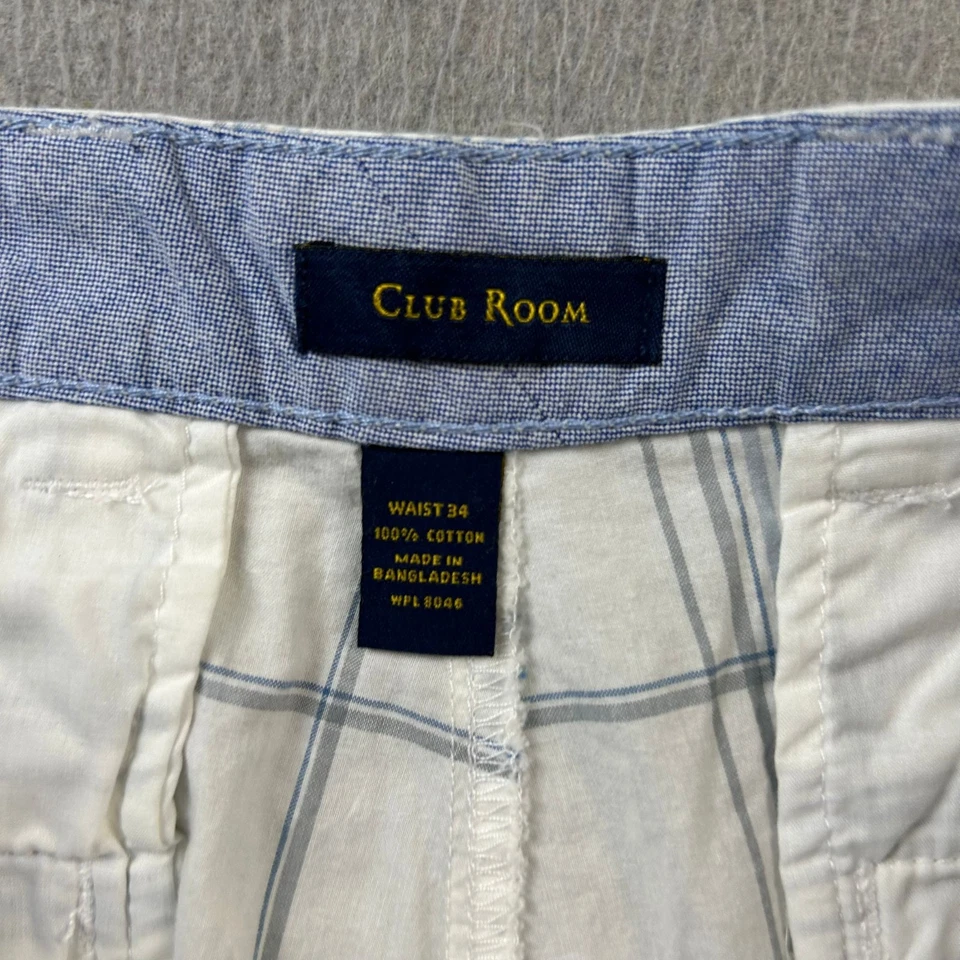 CLUB ROOM
WAIST 34
100% COTTON
MADE IN
BANGLADESH
WPL 8046